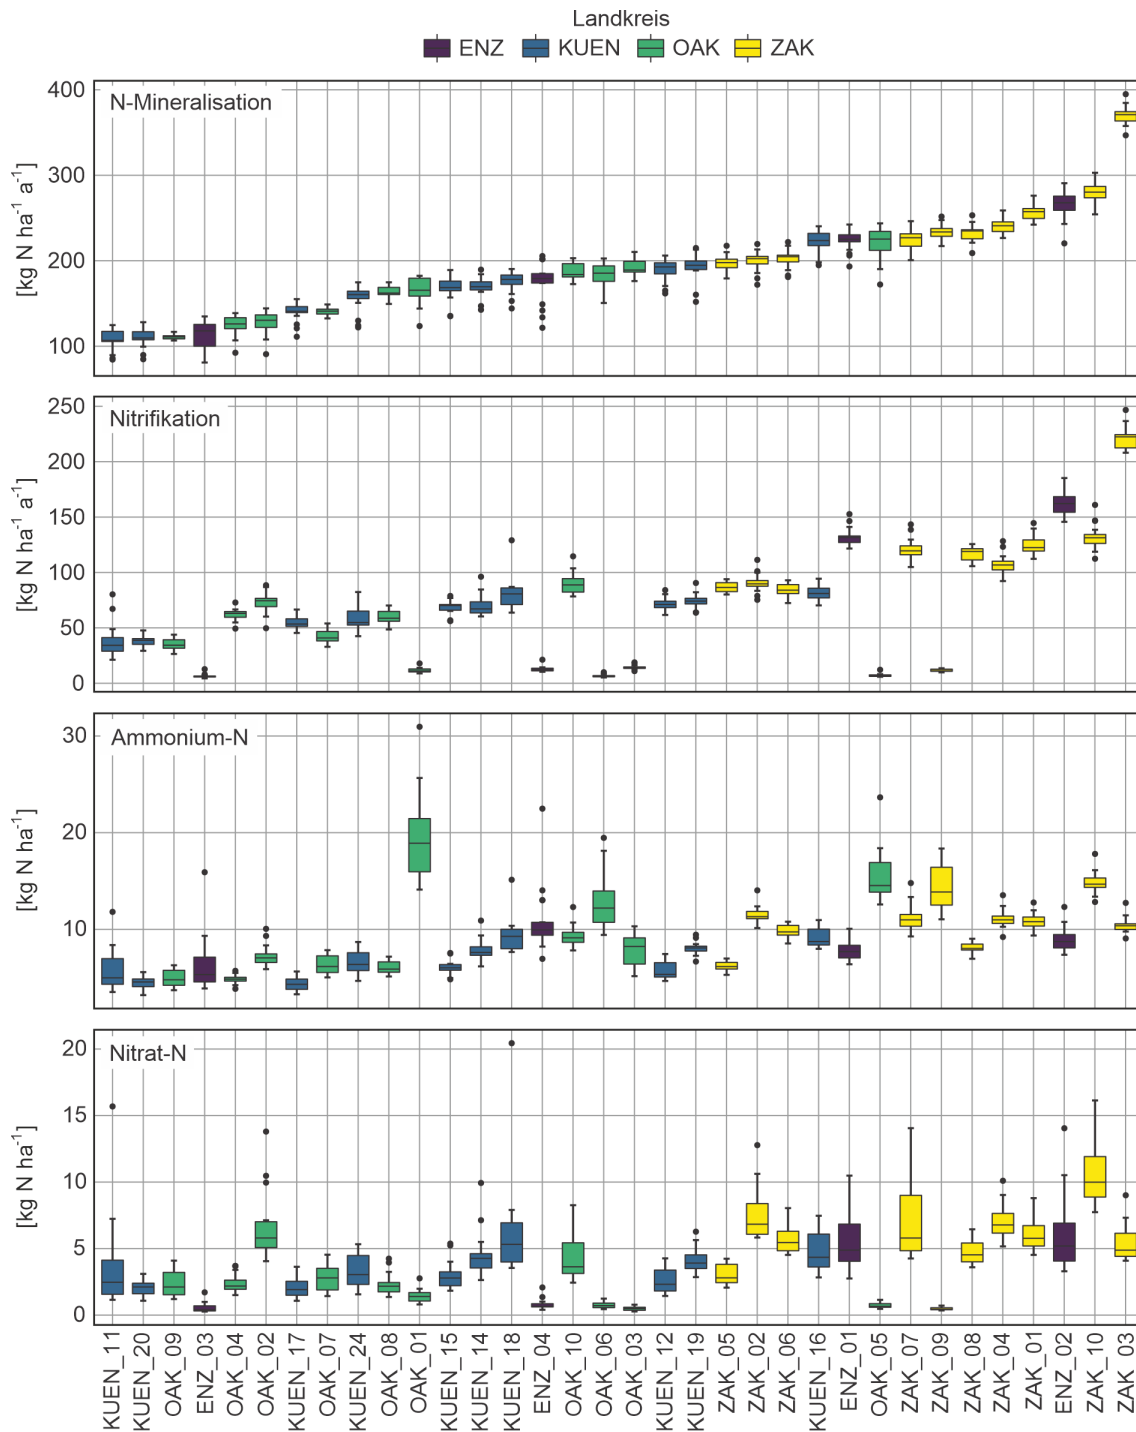 Landkreis
ENZ KUEN OAK ZAK
N-Mineralisation
[kg N ha⁻¹ a⁻¹]
400
300
200
100
Nitrifikation
[kg N ha⁻¹ a⁻¹]
250
200
150
100
50
0
Ammonium-N
[kg N ha⁻¹]
30
20
10
Nitrat-N
[kg N ha⁻¹]
20
15
10
5
0
KUEN_11
KUEN_20
OAK_09
ENZ_03
OAK_04
OAK_02
KUEN_17
OAK_07
KUEN_24
OAK_08
OAK_01
KUEN_15
KUEN_14
KUEN_18
ENZ_04
OAK_10
OAK_06
OAK_03
KUEN_12
KUEN_19
ZAK_05
ZAK_02
ZAK_06
KUEN_16
ENZ_01
OAK_05
ZAK_07
ZAK_09
ZAK_08
ZAK_04
ZAK_01
ENZ_02
ZAK_10
ZAK_03